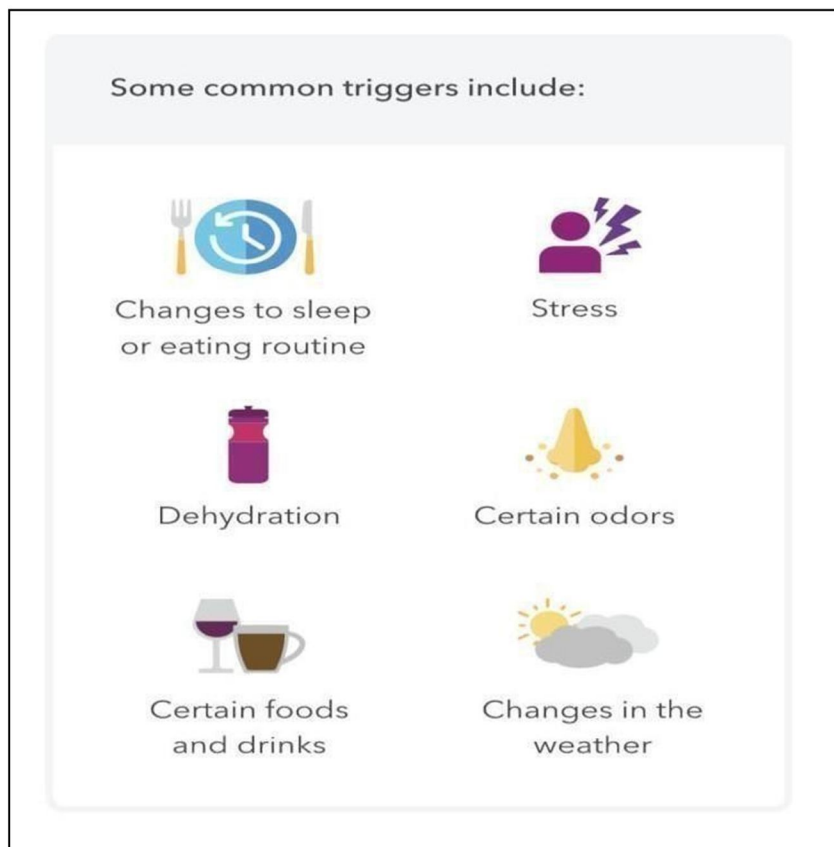 Some common triggers include:
Changes to sleep
or eating routine
Stress
Dehydration
Certain odors
Certain foods
and drinks
Changes in the
weather